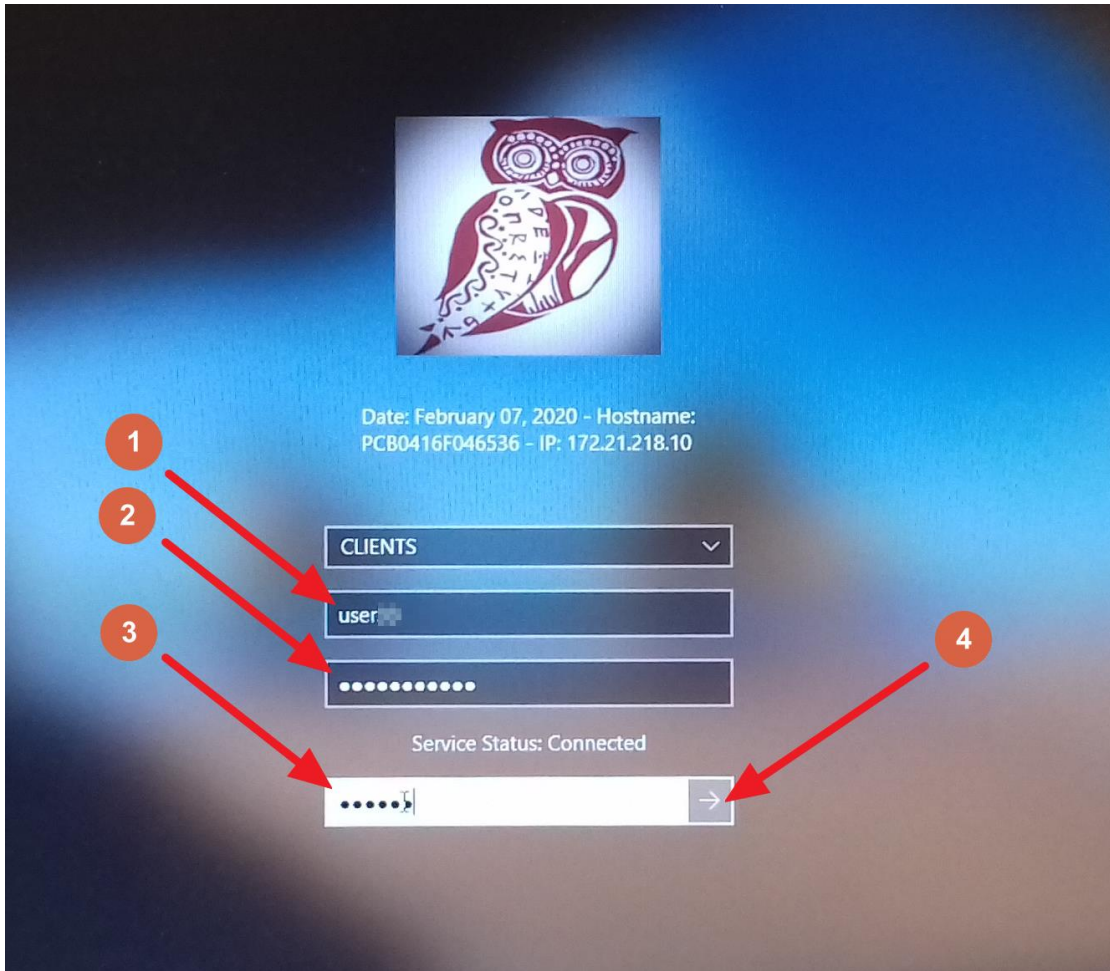 Date: February 07, 2020 - Hostname:
PCB0416F046536 - IP: 172.21.218.10
1
CLIENTS
2
user
3
4
Service Status: Connected